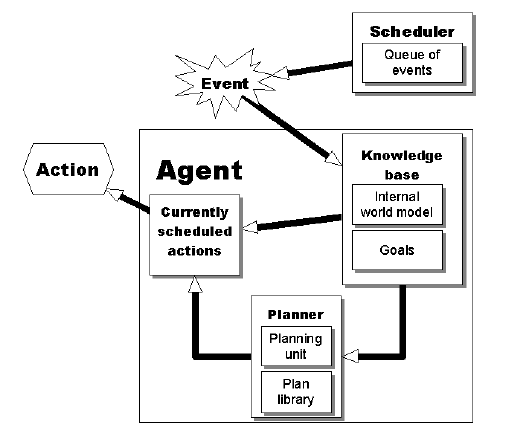 Scheduler
Queue of
events
Event
Action
Agent
Knowledge
base
Internal
world model
Goals
Currently
scheduled
actions
Planner
Planning
unit
Plan
library